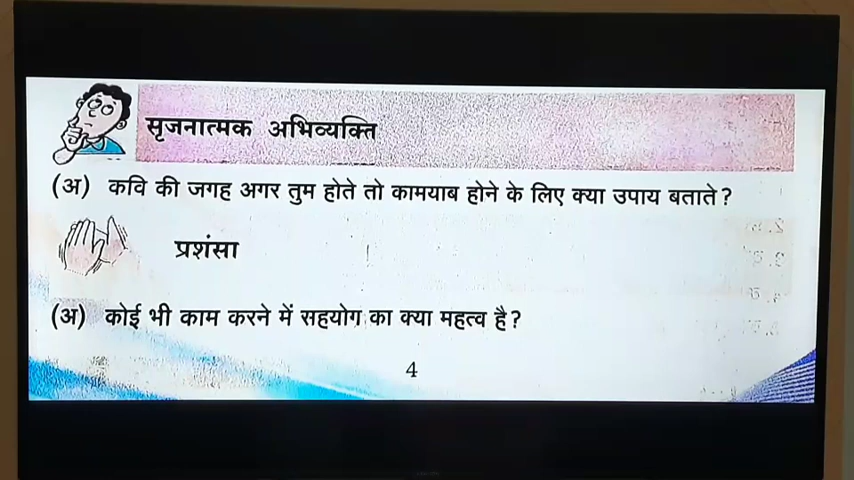 सृजनात्मक अभिव्यक्ति
(अ) कवि की जगह अगर तुम होते तो कामयाब होने के लिए क्या उपाय बताते?
प्रशंसा
(अ) कोई भी काम करने में सहयोग का क्या महत्व है?
4